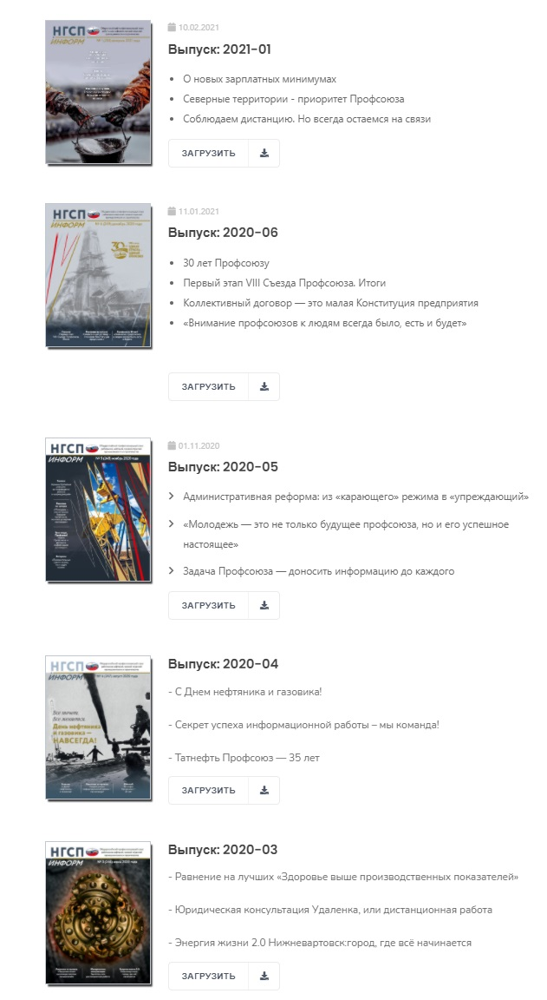 НГСП
ИНФОРМ
10.02.2021
Выпуск: 2021-01
О новых зарплатных минимумах
Северные территории - приоритет Профсоюза
Соблюдаем дистанцию. Но всегда остаемся на связи
ЗАГРУЗИТЬ
НГСП
ИНФОРМ
30
11.01.2021
Выпуск: 2020-06
30 лет Профсоюзу
Первый этап VIII Съезда Профсоюза. Итоги
Коллективный договор — это малая Конституция предприятия
«Внимание профсоюзов к людям всегда было, есть и будет»
ЗАГРУЗИТЬ
НГСП
ИНФОРМ
01.11.2020
Выпуск: 2020-05
Административная реформа: из «карающего» режима в «упреждающий»
«Молодежь — это не только будущее профсоюза, но и его успешное
настоящее»
Задача Профсоюза — доносить информацию до каждого
ЗАГРУЗИТЬ
НГСП
ИНФОРМ
День нефтяника
и газовика —
НАВСЕГДА!
Выпуск: 2020-04
- С Днем нефтяника и газовика!
- Секрет успеха информационной работы – мы команда!
- Татнефть Профсоюз — 35 лет
ЗАГРУЗИТЬ
НГСП
ИНФОРМ
Выпуск: 2020-03
- Равнение на лучших «Здоровье выше производственных показателей»
- Юридическая консультация Удаленка, или дистанционная работа
- Энергия жизни 2.0 Нижневартовск:город, где всё начинается
ЗАГРУЗИТЬ